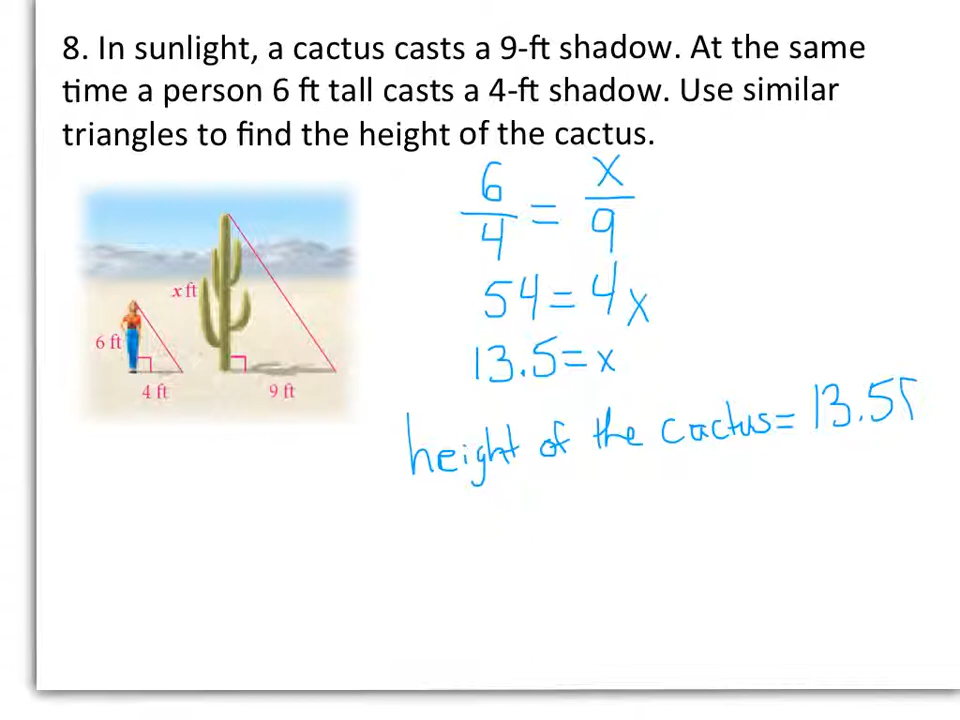 8. In sunlight, a cactus casts a 9-ft shadow. At the same
time a person 6 ft tall casts a 4-ft shadow. Use similar
triangles to find the height of the cactus.
6/4 = x/9
54 = 4x
13.5 = x
height of the cactus = 13.5
x ft
6 ft
4 ft
9 ft